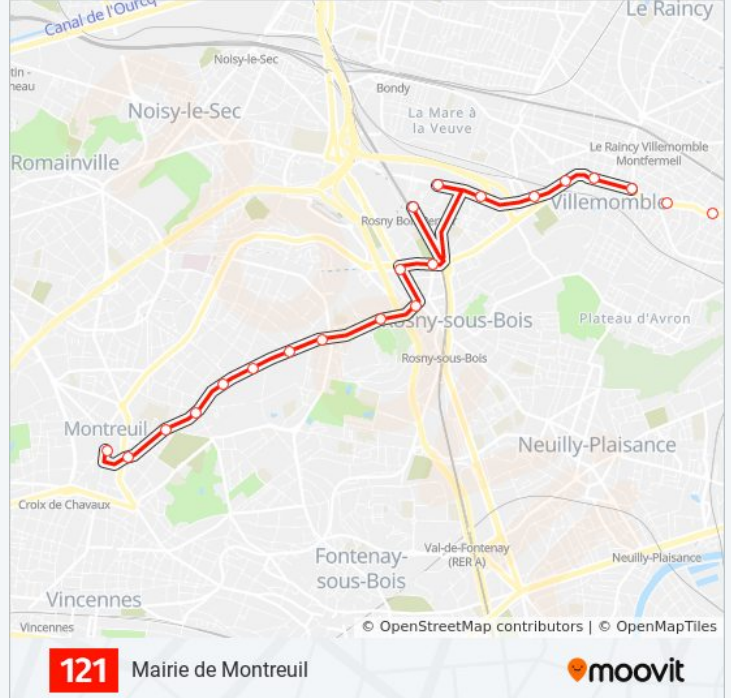 Le Raincy
Canal de l'Ourcq
Noisy-le-Sec
Bondy
Noisy-le-Sec
La Mare à
la Veuve
Le Raincy Villemomble
Montfermeil
Romainville
Villemomble
Rosny-sous-Bois
Plateau d'Avron
Rosny-sous-Bois
Montreuil
Neuilly-Plaisance
Croix de Chavaux
Fontenay-
sous-Bois
Val-de-Fontenay
(RER A)
Neuilly-Plaisance
Vincennes
Vincennes
© OpenStreetMap contributors | © OpenMapTiles
121 Mairie de Montreuil
moovit